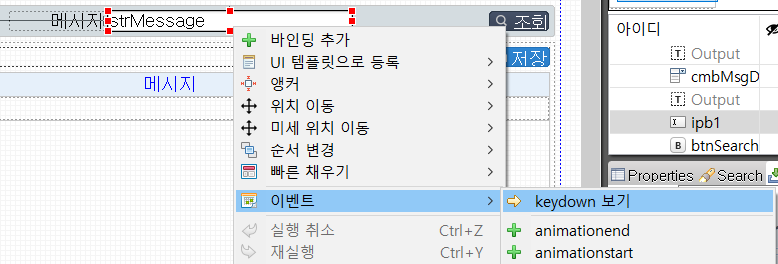 메시지 strMessage 조회
저장
메시지
바인딩 추가
UI 템플릿으로 등록
앵커
위치 이동
미세 위치 이동
순서 변경
빠른 채우기
이벤트
실행 취소 Ctrl+Z
재실행 Ctrl+Y
keydown 보기
animationend
animationstart
아이디
Output
cmbMsgD
Output
ipb1
btnSearch
Properties Search